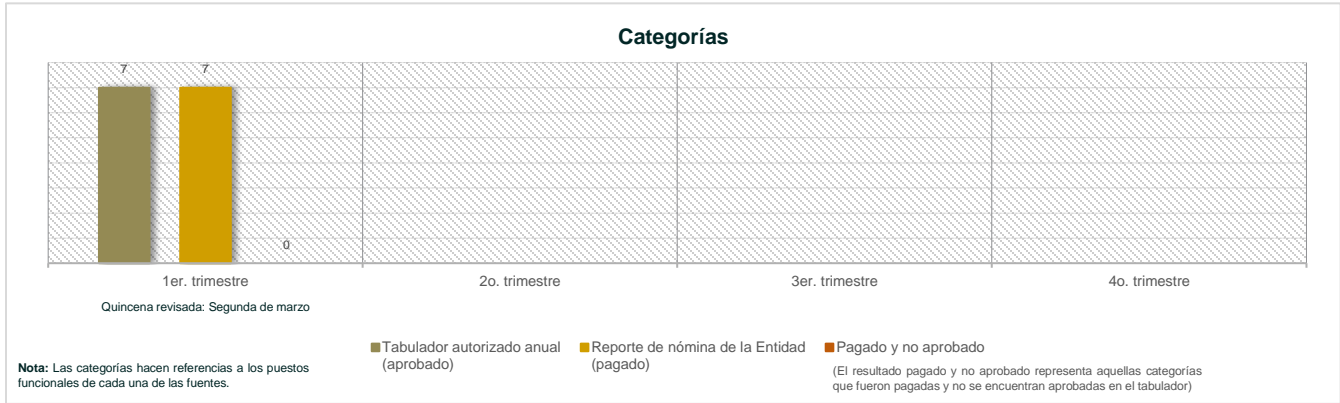 Categorías
7
7
0
1er. trimestre
2o. trimestre
3er. trimestre
4o. trimestre
Quincena revisada: Segunda de marzo
Tabulador autorizado anual
(aprobado)
Reporte de nómina de la Entidad
(pagado)
Pagado y no aprobado
(El resultado pagado y no aprobado representa aquellas categorías
que fueron pagadas y no se encuentran aprobadas en el tabulador)
Nota: Las categorías hacen referencias a los puestos
funcionales de cada una de las fuentes.